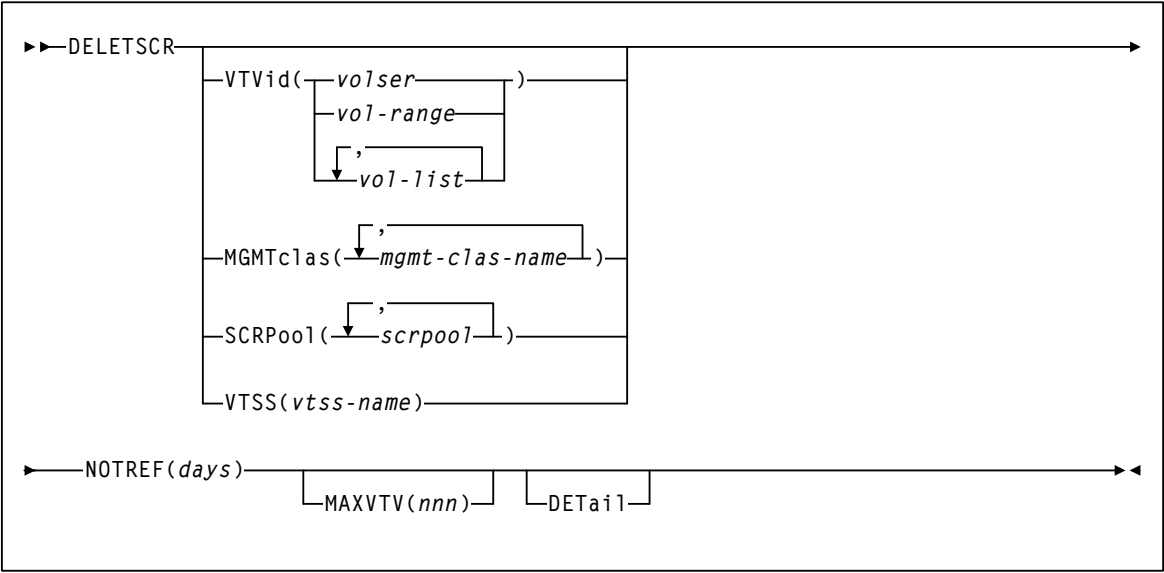 DELETSCR
VTVid( volser )
vol-range
,
vol-list
,
MGMTclas( mgmt-clas-name )
,
SCRPool( scrpool )
VTSS(vtss-name)
NOTREF(days)
MAXVTV(nnn) DETail